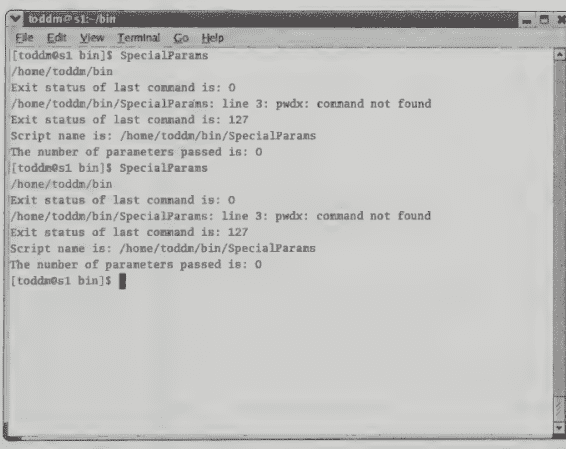 toddm@s1:~/bin
File Edit View Terminal Go Help
[toddm@s1 bin]$ SpecialParams
/home/toddm/bin
Exit status of last command is: 0
/home/toddm/bin/SpecialParams: line 3: pwdx: command not found
Exit status of last command is: 127
Script name is: /home/toddm/bin/SpecialParams
The number of parameters passed is: 0
[toddm@s1 bin]$ SpecialParams
/home/toddm/bin
Exit status of last command is: 0
/home/toddm/bin/SpecialParams: line 3: pwdx: command not found
Exit status of last command is: 127
Script name is: /home/toddm/bin/SpecialParams
The number of parameters passed is: 0
[toddm@s1 bin]$